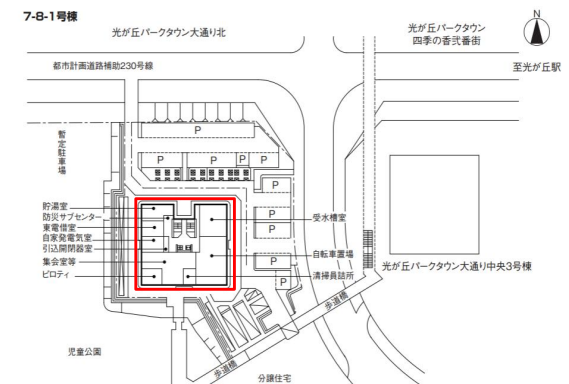 7-8-1号棟
光が丘パークタウン大通り北
光が丘パークタウン
四季の香弐番街
N
都市計画道路補助230号線
至光が丘駅
暫定駐車場
P
P
P
P
P
P
P
P
P
P
貯湯室
防災サブセンター
東電借室
自家発電気室
引込開閉器室
集会室等
ピロティ
受水槽室
自転車置場
清掃員詰所
光が丘パークタウン大通り中央3号棟
歩道橋
歩道橋
児童公園
分譲住宅